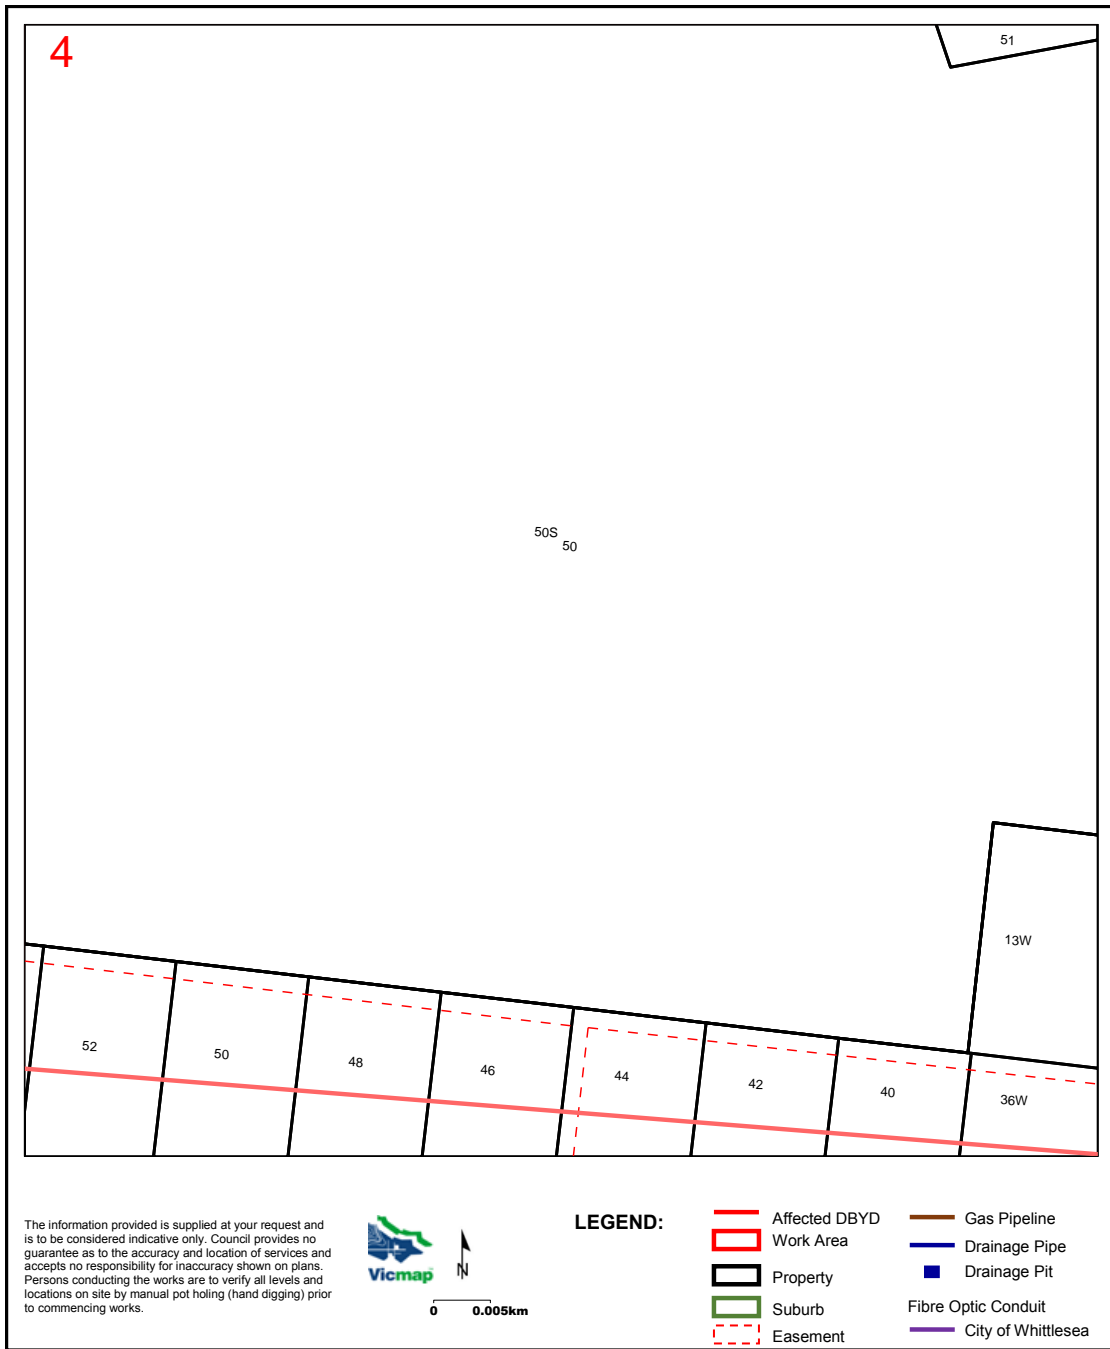 4
51
50S
50
13W
52
50
48
46
44
42
40
36W
The information provided is supplied at your request and
is to be considered indicative only. Council provides no
guarantee as to the accuracy and location of services and
accepts no responsibility for inaccuracy shown on plans.
Persons conducting the works are to verify all levels and
locations on site by manual pot holing (hand digging) prior
to commencing works.
Vicmap
N
0 0.005km
LEGEND:
Affected DBYD
Work Area
Property
Suburb
Easement
Gas Pipeline
Drainage Pipe
Drainage Pit
Fibre Optic Conduit
City of Whittlesea